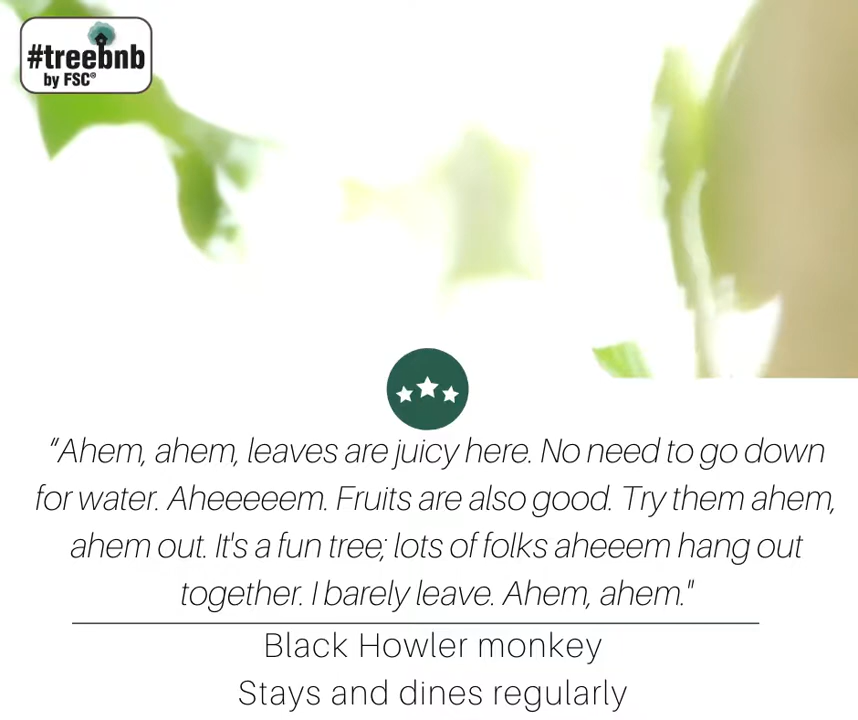 #treebnb
by FSC®
"Ahem, ahem, leaves are juicy here. No need to go down
for water. Aheeeeem. Fruits are also good. Try them ahem,
ahem out. It's a fun tree; lots of folks aheeem hang out
together. I barely leave. Ahem, ahem."
Black Howler monkey
Stays and dines regularly